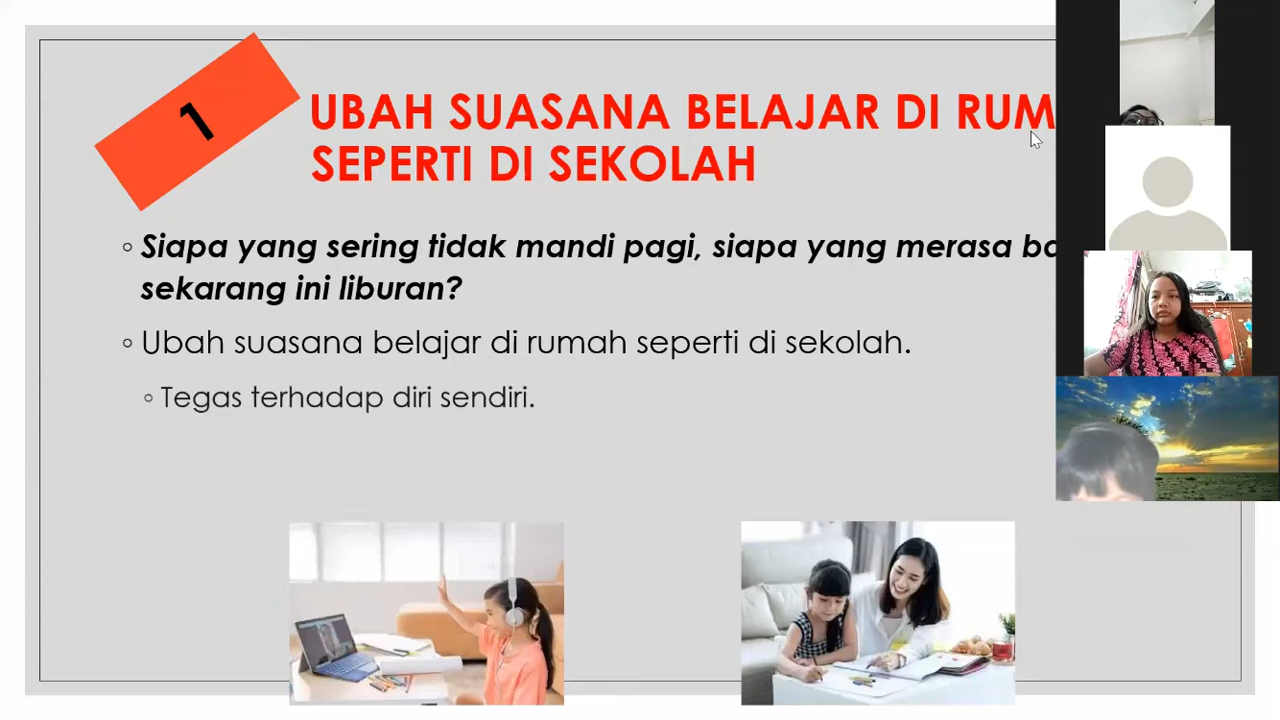 1
UBAH SUASANA BELAJAR DI RUM
SEPERTI DI SEKOLAH
◦ Siapa yang sering tidak mandi pagi, siapa yang merasa ba
sekarang ini liburan?
◦ Ubah suasana belajar di rumah seperti di sekolah.
◦ Tegas terhadap diri sendiri.